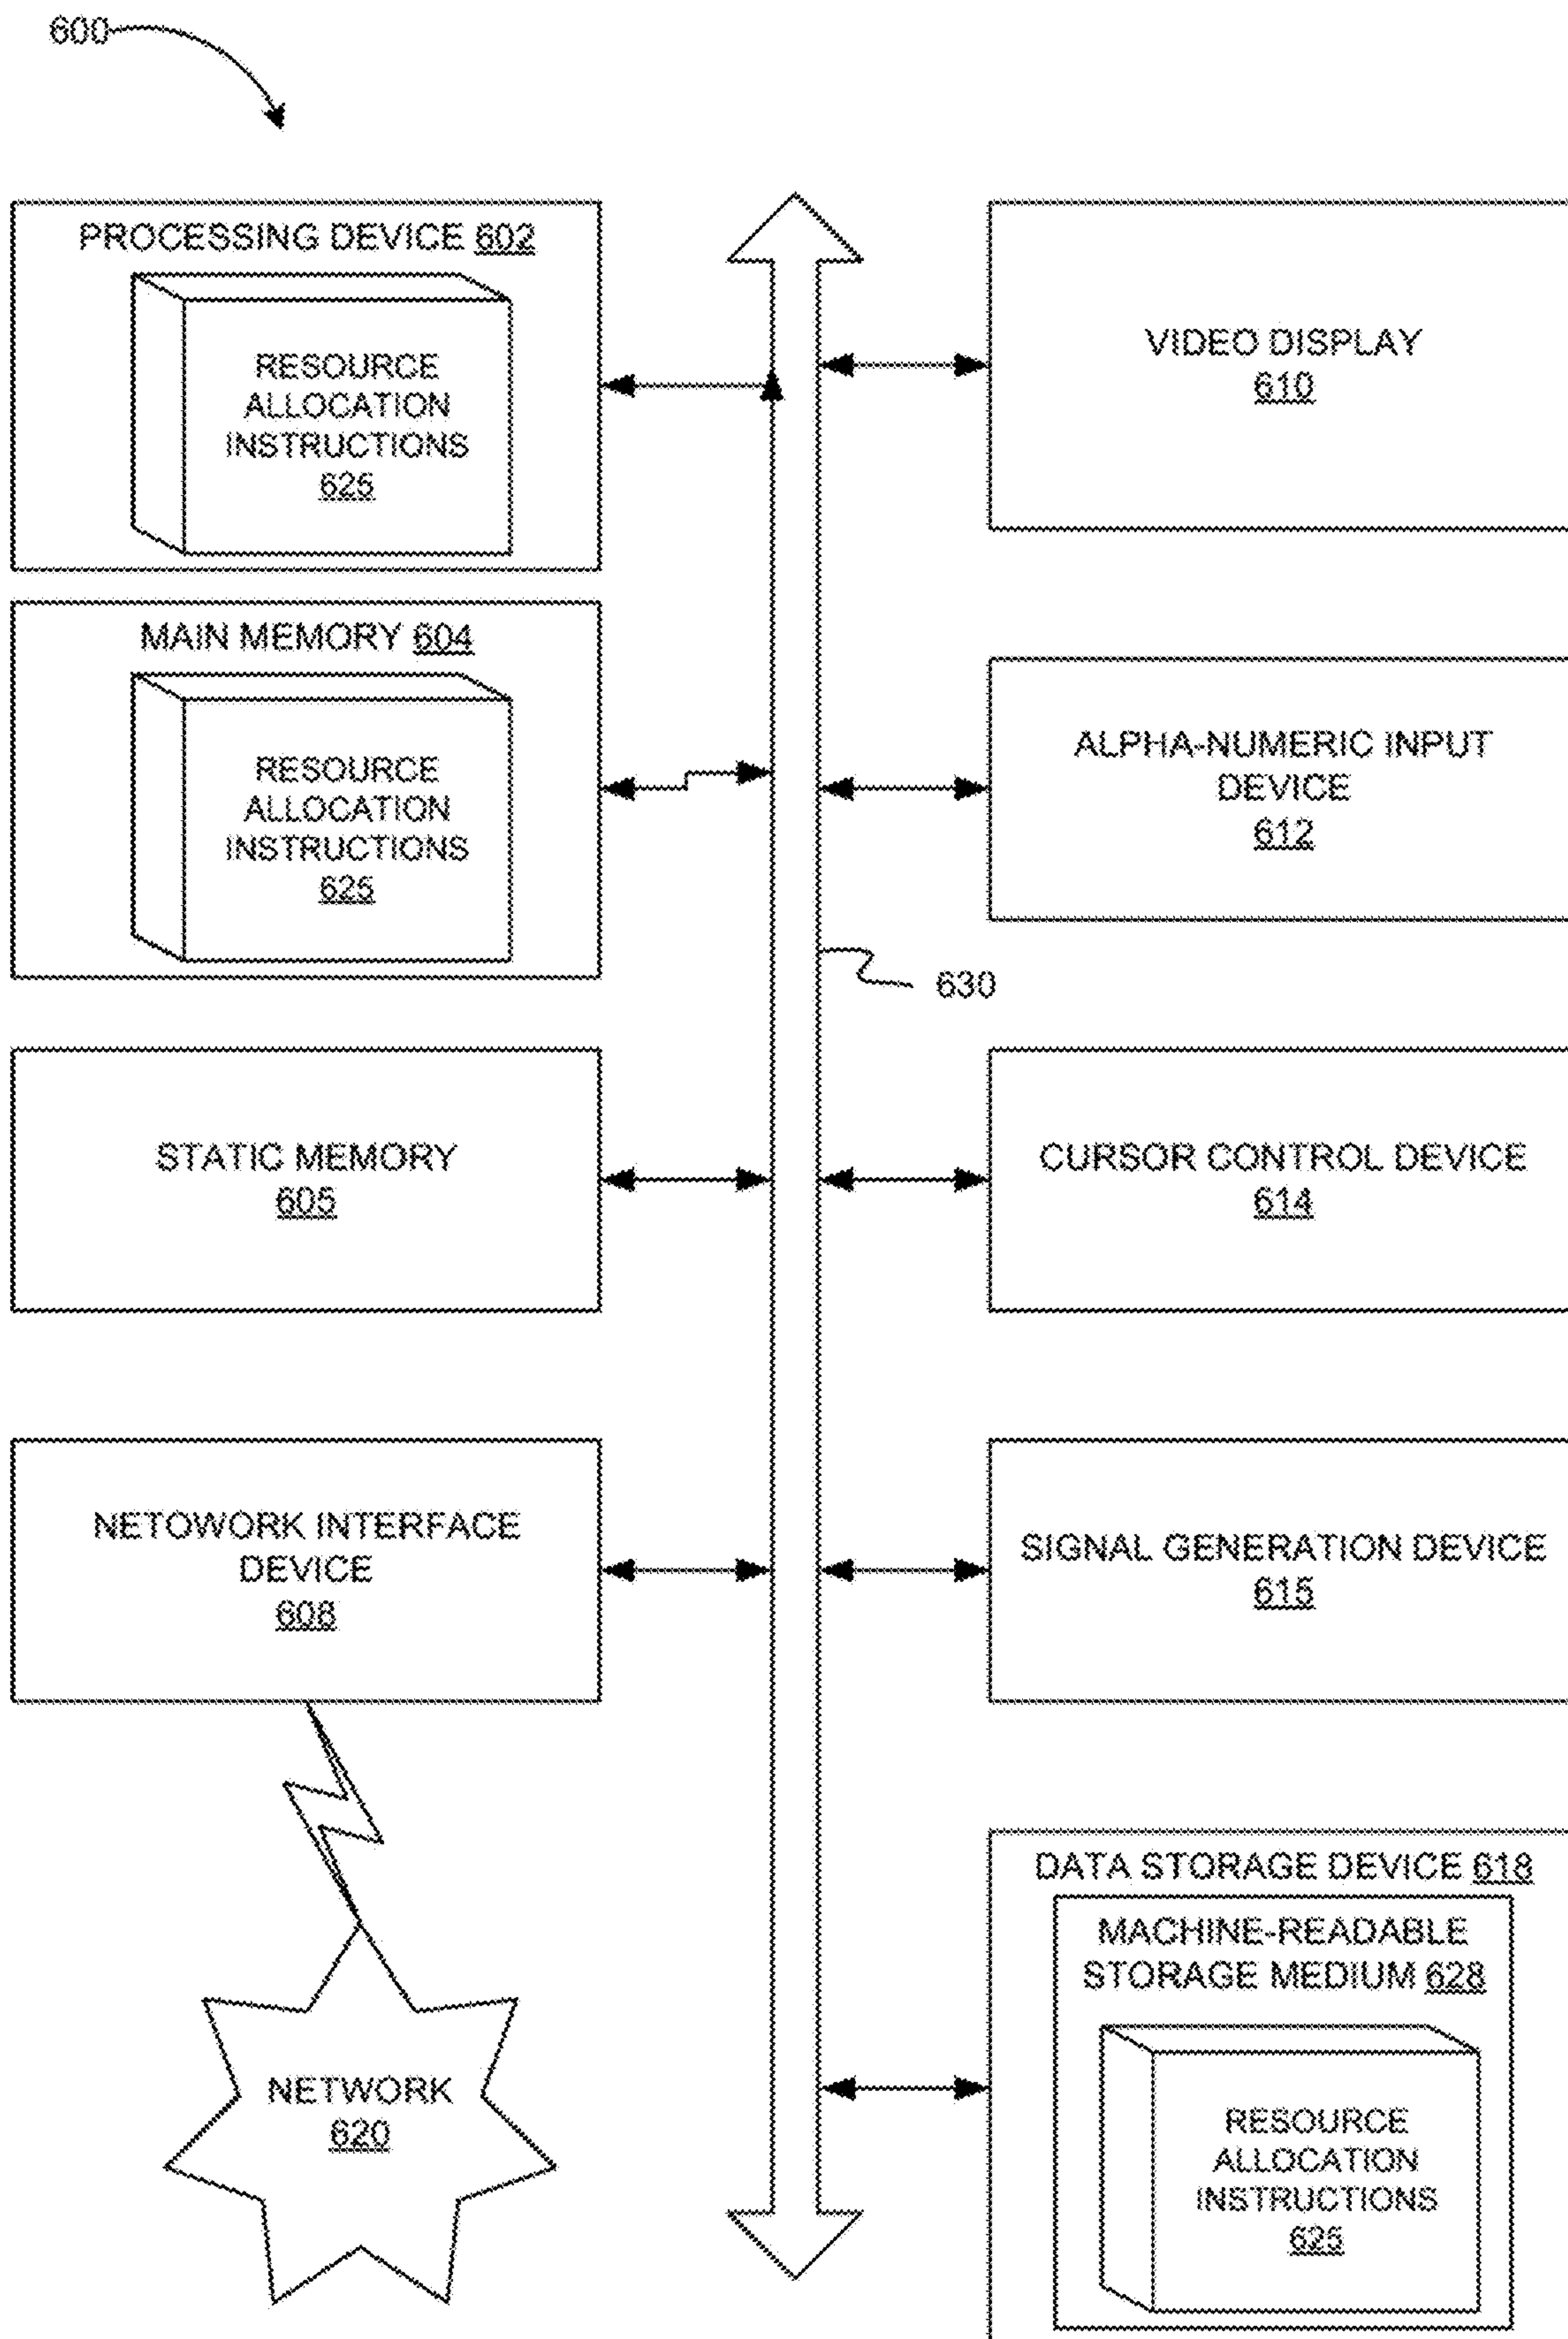 600
PROCESSING DEVICE 602
RESOURCE
ALLOCATION
INSTRUCTIONS
625
MAIN MEMORY 604
RESOURCE
ALLOCATION
INSTRUCTIONS
625
STATIC MEMORY
605
NETOWORK INTERFACE
DEVICE
608
NETWORK
620
VIDEO DISPLAY
610
ALPHA-NUMERIC INPUT
DEVICE
612
630
CURSOR CONTROL DEVICE
614
SIGNAL GENERATION DEVICE
615
DATA STORAGE DEVICE 618
MACHINE-READABLE
STORAGE MEDIUM 628
RESOURCE
ALLOCATION
INSTRUCTIONS
625